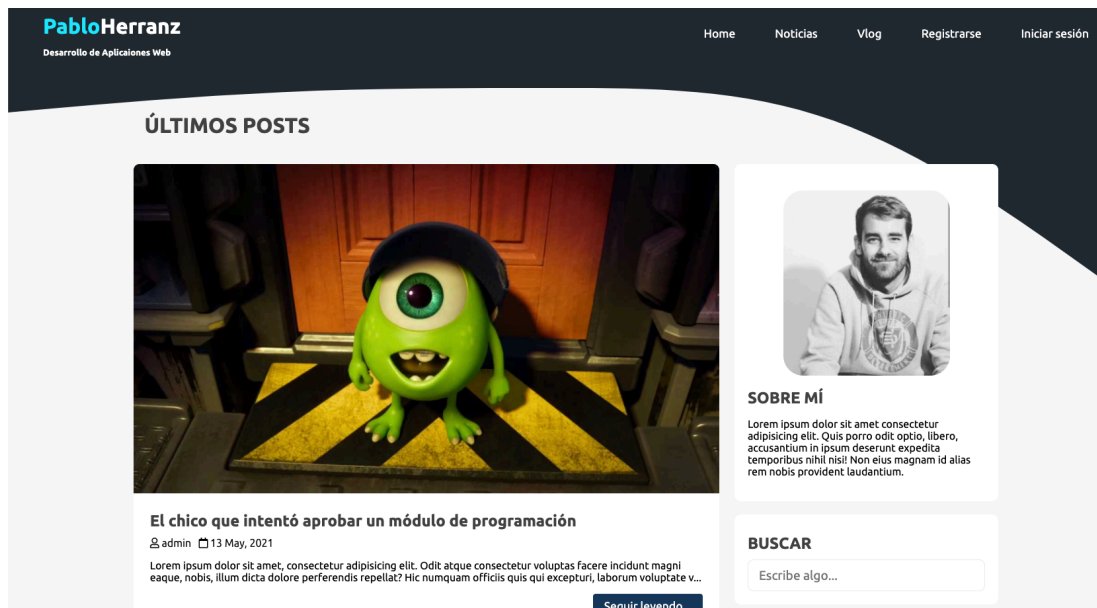 PabloHerranz
Desarrollo de Aplicaiones Web
Home
Noticias
Vlog
Registrarse
Iniciar sesión
ÚLTIMOS POSTS
El chico que intentó aprobar un módulo de programación
admin 13 May, 2021
Lorem ipsum dolor sit amet, consectetur adipisicing elit. Odit atque consectetur voluptas facere incidunt magni
eaque, nobis, illum dicta dolore perferendis repellat? Hic numquam officiis quis qui excepturi, laborum voluptate v...
Seguir leyendo
SOBRE MÍ
Lorem ipsum dolor sit amet consectetur
adipisicing elit. Quis porro odit optio, libero,
accusantium in ipsum deserunt expedita
temporibus nihil nisi! Non eius magnam id alias
rem nobis provident laudantium.
BUSCAR
Escribe algo...